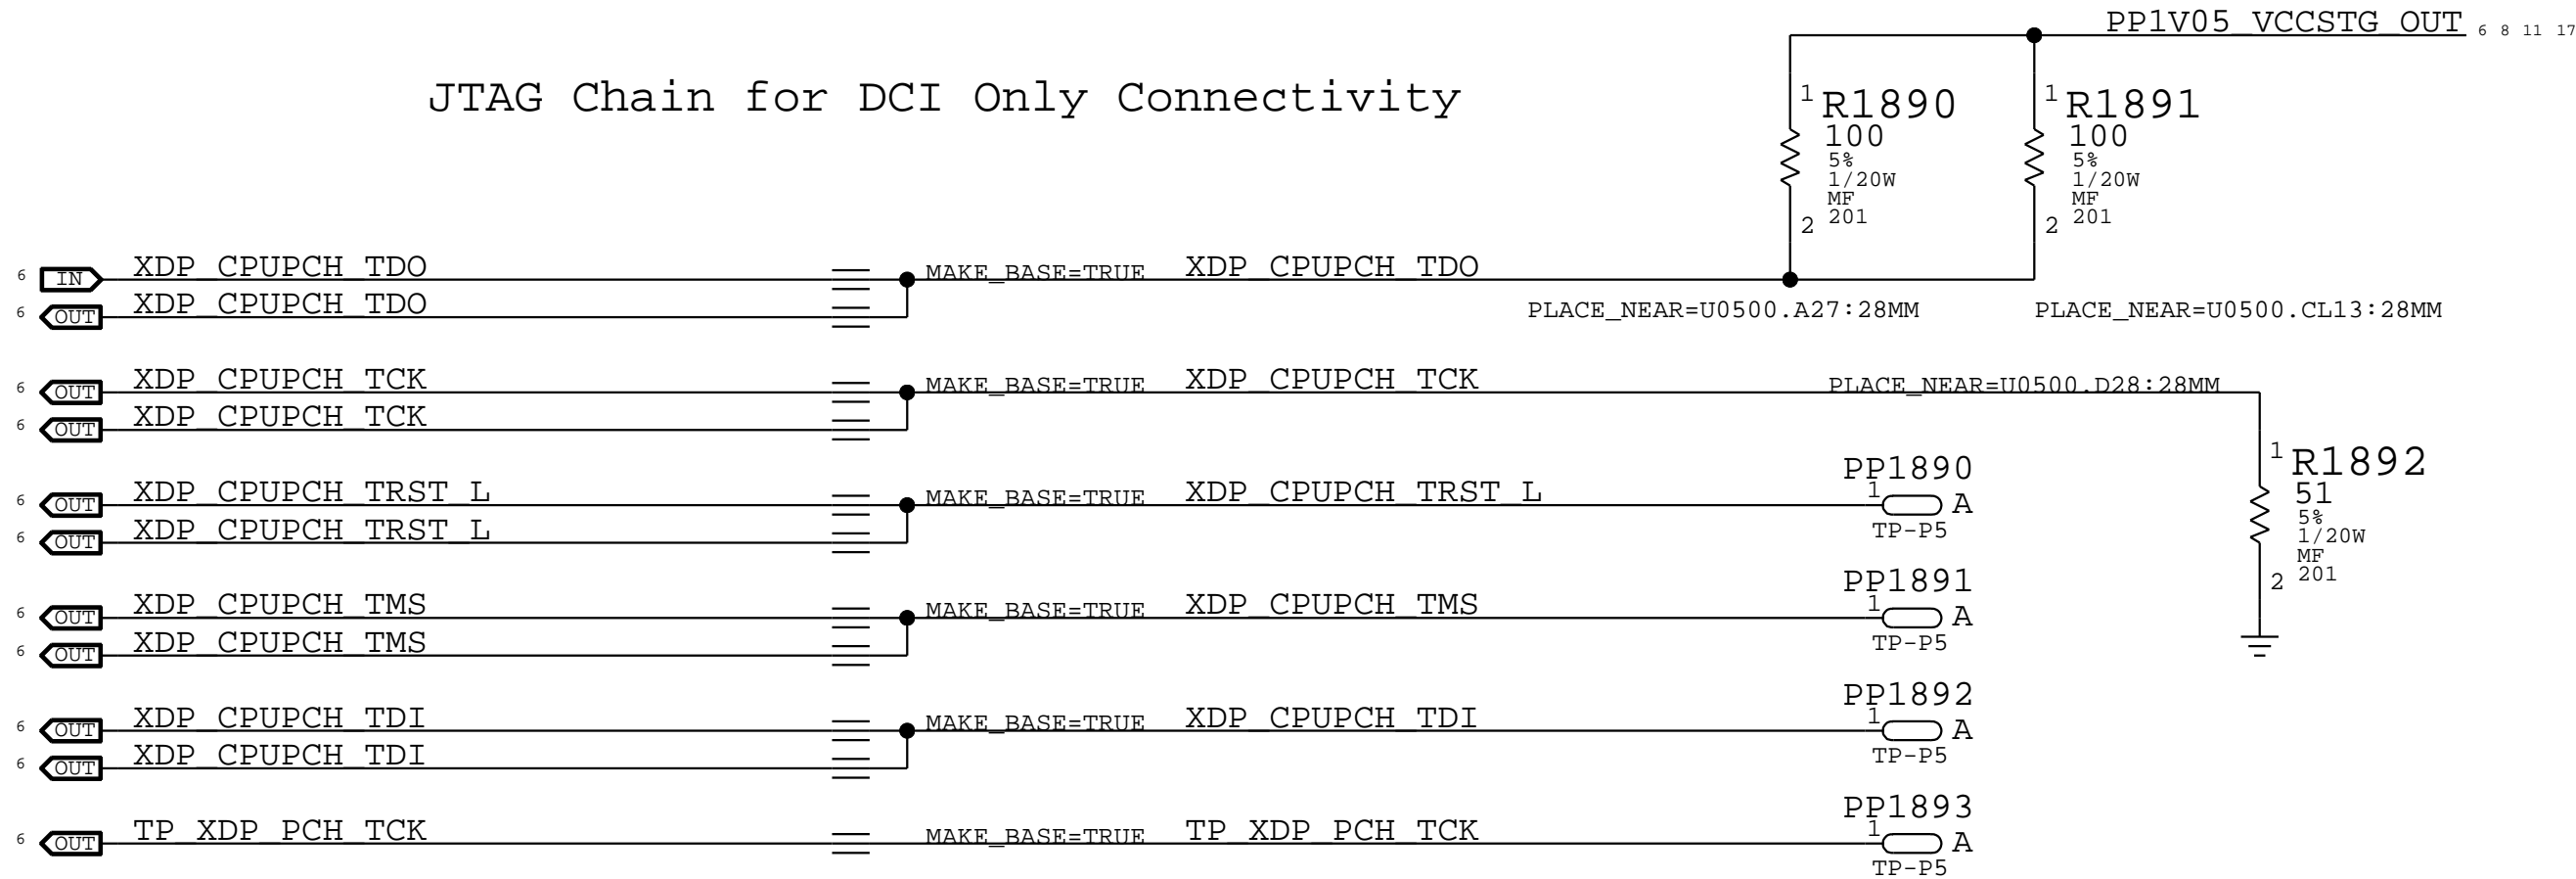 PP1V05_VCCSTG_OUT 6 8 11 17
JTAG Chain for DCI Only Connectivity
1 R1890
100
5%
1/20W
MF
201
2
1 R1891
100
5%
1/20W
MF
201
2
6 IN XDP_CPUPCH_TDO MAKE_BASE=TRUE XDP_CPUPCH_TDO
6 OUT XDP_CPUPCH_TDO
PLACE_NEAR=U0500.A27:28MM PLACE_NEAR=U0500.CL13:28MM
6 OUT XDP_CPUPCH_TCK MAKE_BASE=TRUE XDP_CPUPCH_TCK PLACE_NEAR=U0500.D28:28MM
6 OUT XDP_CPUPCH_TCK
1 R1892
51
5%
1/20W
MF
201
2
PP1890
6 OUT XDP_CPUPCH_TRST_L MAKE_BASE=TRUE XDP_CPUPCH_TRST_L 1 A
TP-P5
6 OUT XDP_CPUPCH_TRST_L
PP1891
6 OUT XDP_CPUPCH_TMS MAKE_BASE=TRUE XDP_CPUPCH_TMS 1 A
TP-P5
6 OUT XDP_CPUPCH_TMS
PP1892
6 OUT XDP_CPUPCH_TDI MAKE_BASE=TRUE XDP_CPUPCH_TDI 1 A
TP-P5
6 OUT XDP_CPUPCH_TDI
PP1893
6 OUT TP_XDP_PCH_TCK MAKE_BASE=TRUE TP_XDP_PCH_TCK 1 A
TP-P5